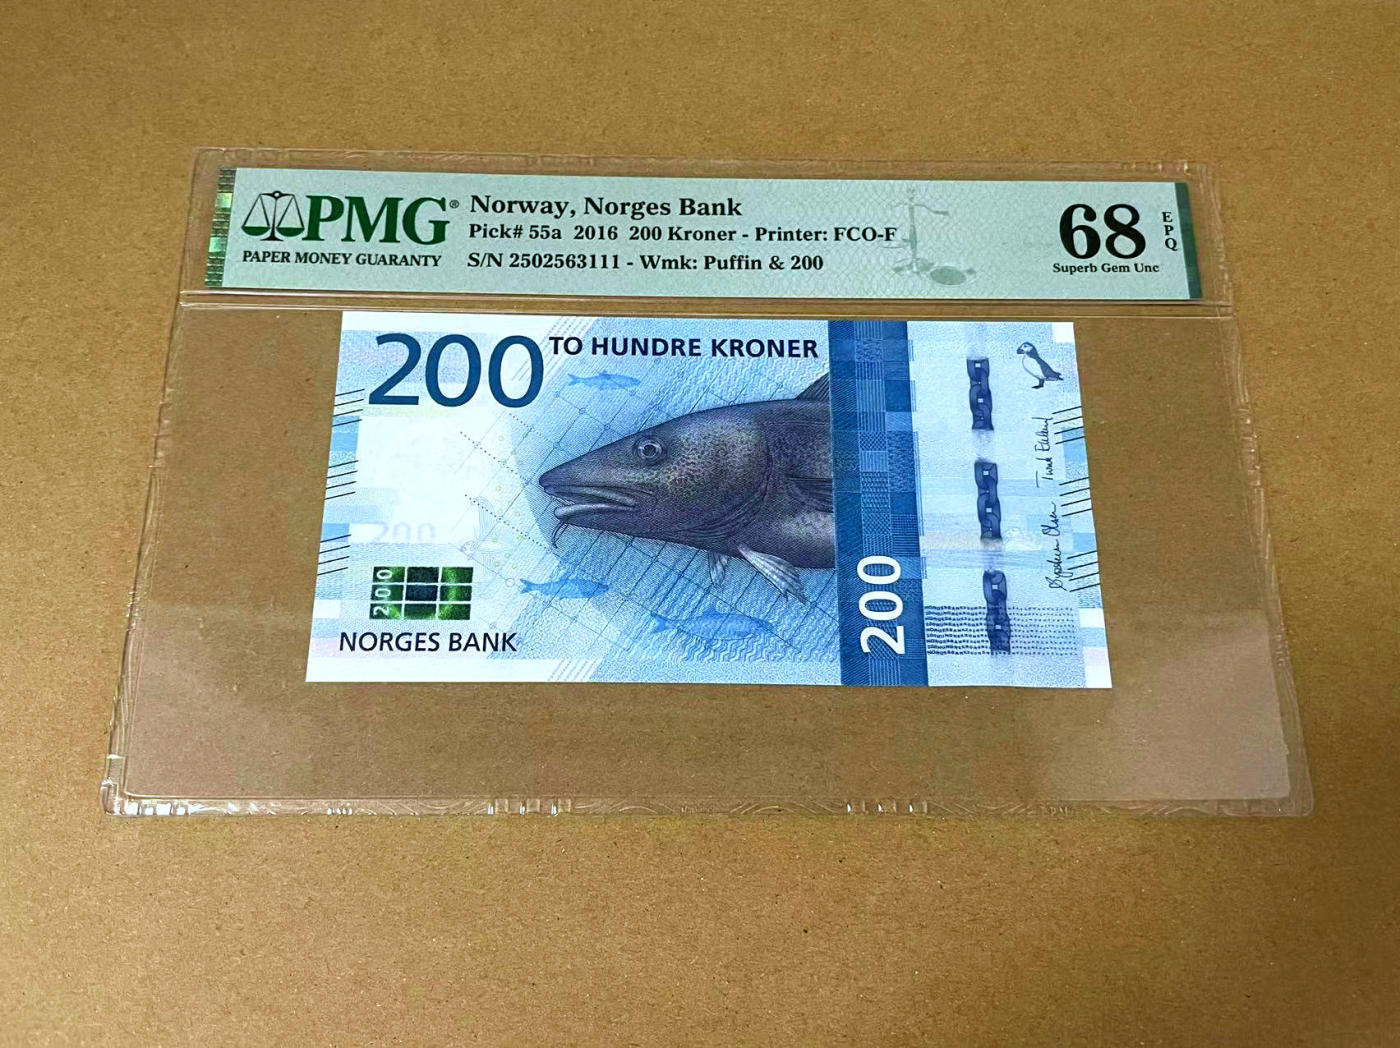 PMG®
PAPER MONEY GUARANTY
Norway, Norges Bank
Pick# 55a 2016 200 Kroner - Printer: FCO-F
S/N 2502563111 - Wmk: Puffin & 200
68
EPQ
Superb Gem Unc
200 TO HUNDRE KRONER
200
200
NORGES BANK
200